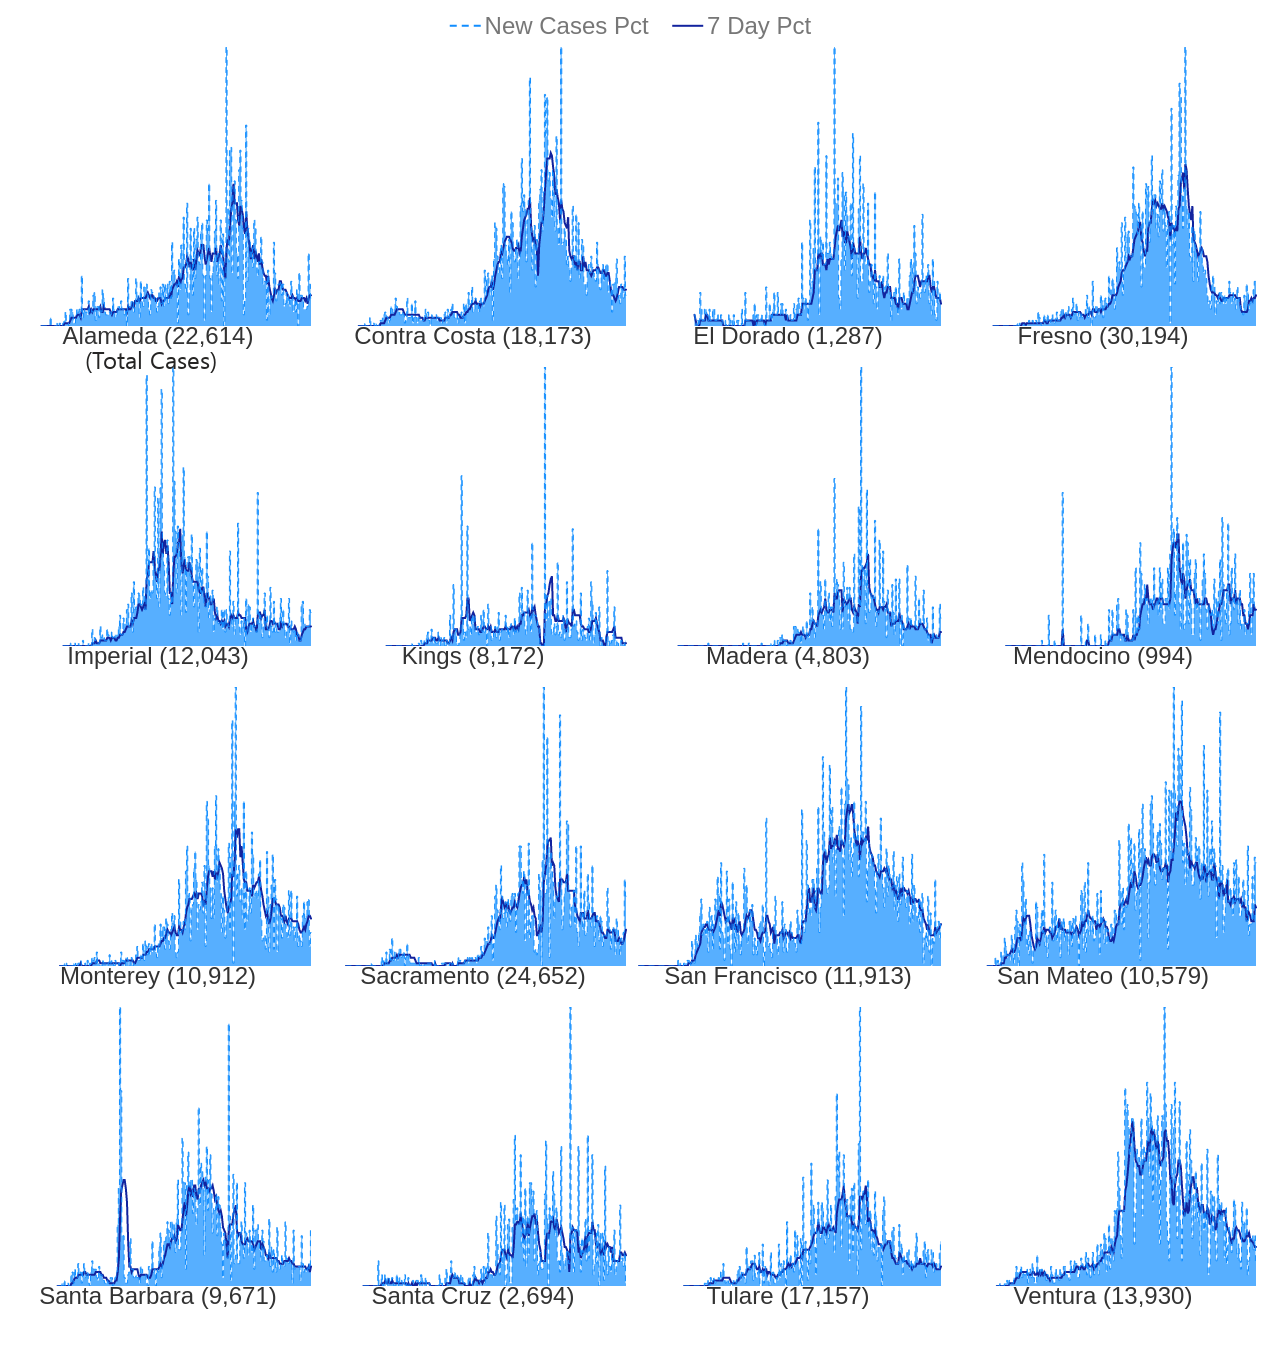 New Cases Pct 7 Day Pct
Alameda (22,614) Contra Costa (18,173) El Dorado (1,287) Fresno (30,194)
(Total Cases)
Imperial (12,043) Kings (8,172) Madera (4,803) Mendocino (994)
Monterey (10,912) Sacramento (24,652) San Francisco (11,913) San Mateo (10,579)
Santa Barbara (9,671) Santa Cruz (2,694) Tulare (17,157) Ventura (13,930)